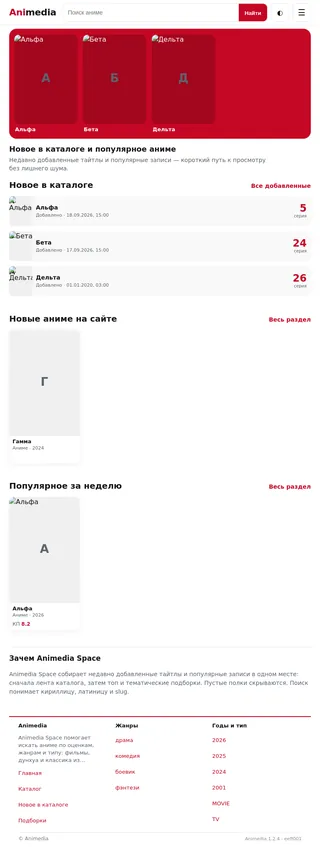 Animedia
Поиск аниме
Найти
Альфа
Бета
Дельта
А
Б
Д
Альфа
Бета
Дельта
Новое в каталоге и популярное аниме
Недавно добавленные тайтлы и популярные записи — короткий путь к просмотру
без лишнего шума.
Новое в каталоге
Все добавленные
Альфа
Альфа
Добавлено · 18.09.2026, 15:00
5
серия
Бета
Бета
Добавлено · 17.09.2026, 15:00
24
серия
Дельта
Дельта
Добавлено · 01.01.2020, 03:00
26
серия
Новые аниме на сайте
Весь раздел
Г
Гамма
Аниме · 2024
Популярное за неделю
Весь раздел
Альфа
А
Альфа
Аниме · 2026
КП 8.2
Зачем Animedia Space
Animedia Space собирает недавно добавленные тайтлы и популярные записи в одном месте:
сначала лента каталога, затем топ и тематические подборки. Пустые полки скрываются. Поиск
понимает кириллицу, латиницу и slug.
Animedia
Animedia Space помогает
искать аниме по оценкам,
жанрам и типу: фильмы,
дунхуа и классика из...
Главная
Каталог
Новое в каталоге
Подборки
Жанры
драма
комедия
боевик
фэнтези
Годы и тип
2026
2025
2024
2001
MOVIE
TV
© Animedia